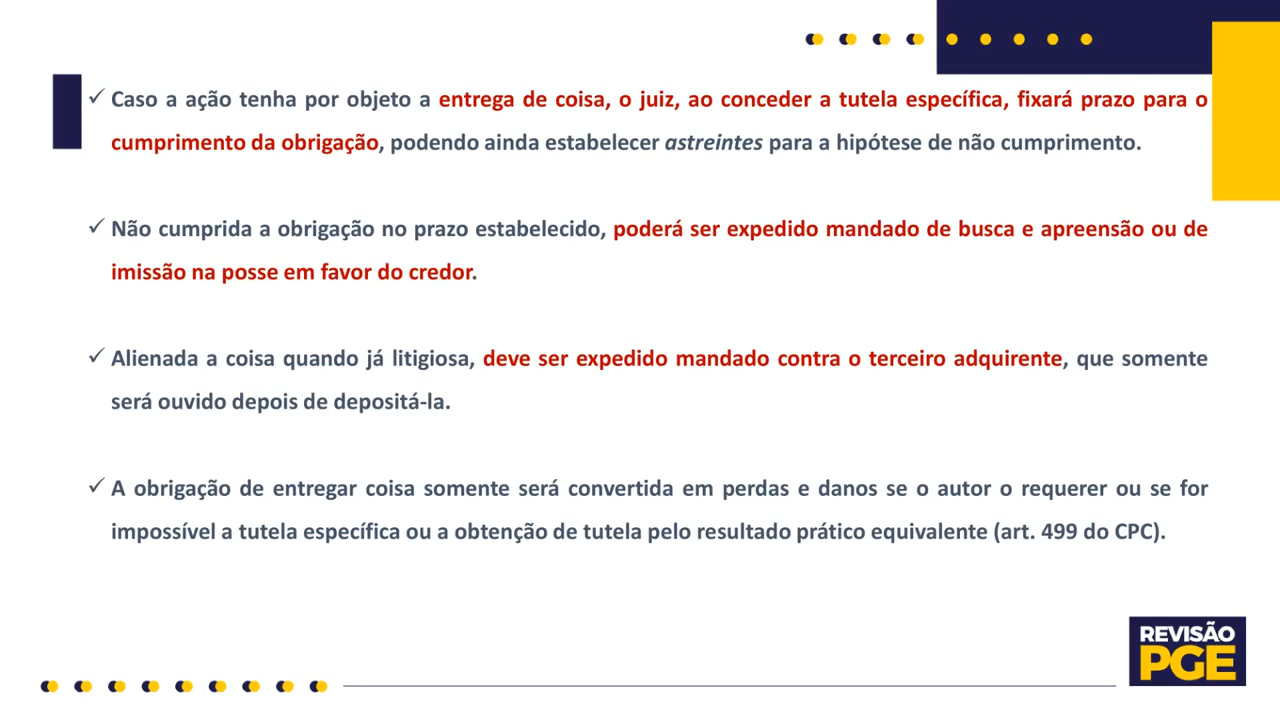 ✓ Caso a ação tenha por objeto a entrega de coisa, o juiz, ao conceder a tutela específica, fixará prazo para o
cumprimento da obrigação, podendo ainda estabelecer astreintes para a hipótese de não cumprimento.
✓ Não cumprida a obrigação no prazo estabelecido, poderá ser expedido mandado de busca e apreensão ou de
imissão na posse em favor do credor.
✓ Alienada a coisa quando já litigiosa, deve ser expedido mandado contra o terceiro adquirente, que somente
será ouvido depois de depositá-la.
✓ A obrigação de entregar coisa somente será convertida em perdas e danos se o autor o requerer ou se for
impossível a tutela específica ou a obtenção de tutela pelo resultado prático equivalente (art. 499 do CPC).
REVISÃO
PGE